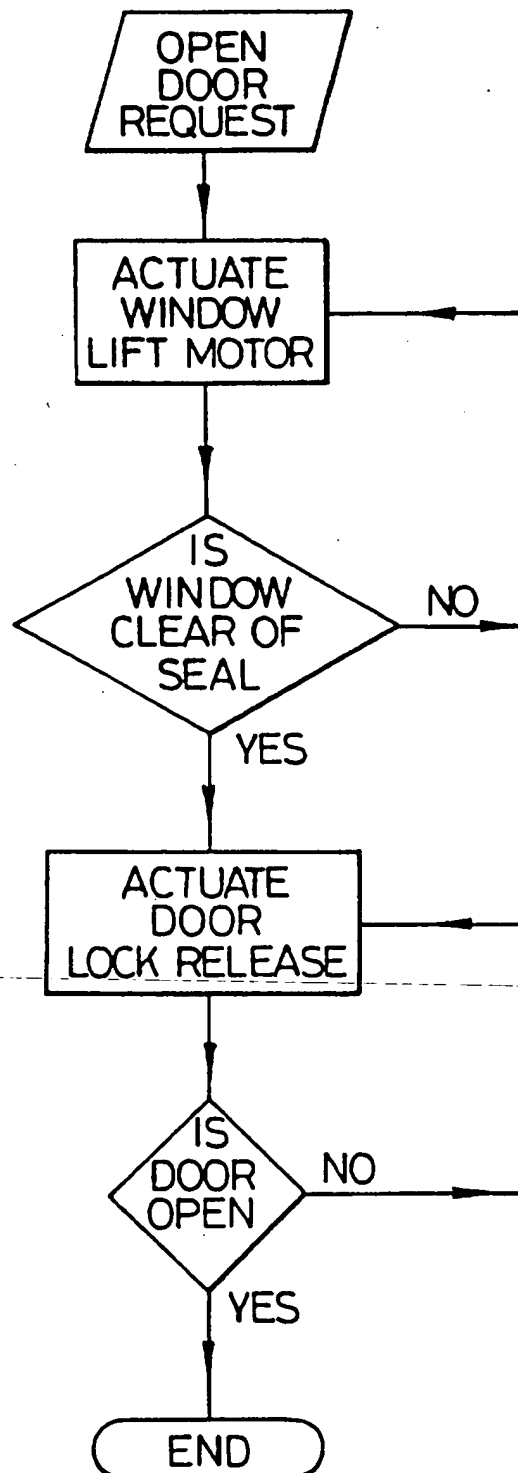 OPEN
DOOR
REQUEST
ACTUATE
WINDOW
LIFT MOTOR
IS
WINDOW
CLEAR OF
SEAL
NO
YES
ACTUATE
DOOR
LOCK RELEASE
IS
DOOR
OPEN
NO
YES
END